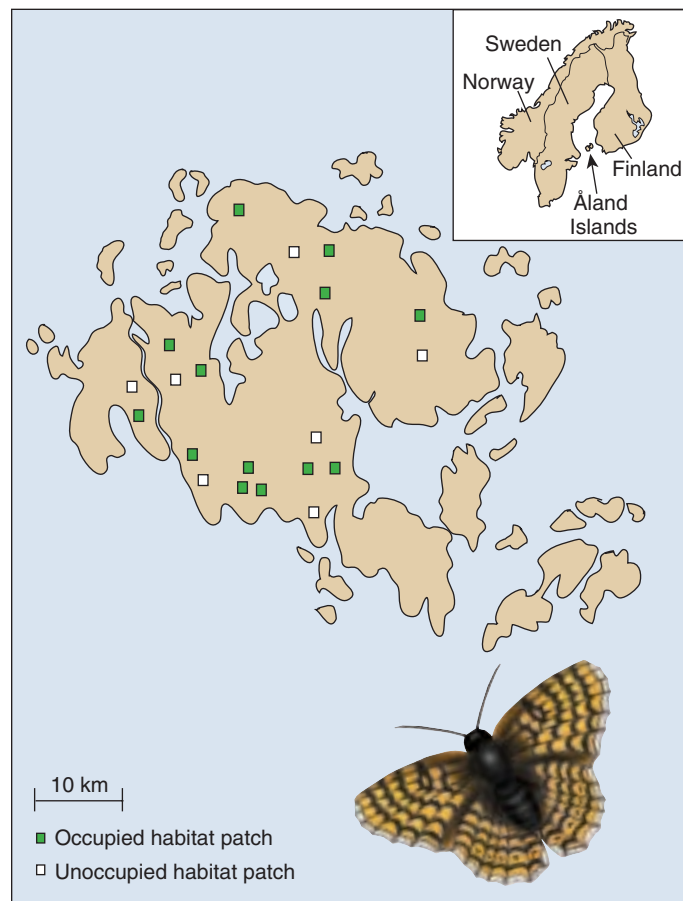 Sweden
Norway
Finland
Åland
Islands
10 km
Occupied habitat patch
Unoccupied habitat patch